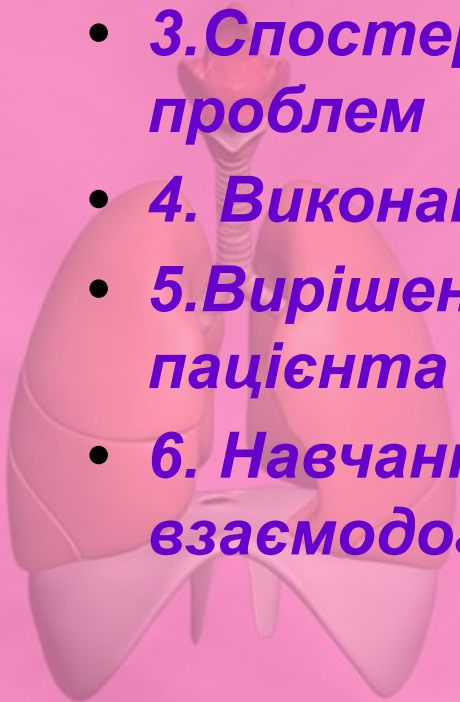 • 3.Спостер
проблем
• 4. Викона
• 5.Вирішен
пацієнта
• 6. Навчан
взаємодо